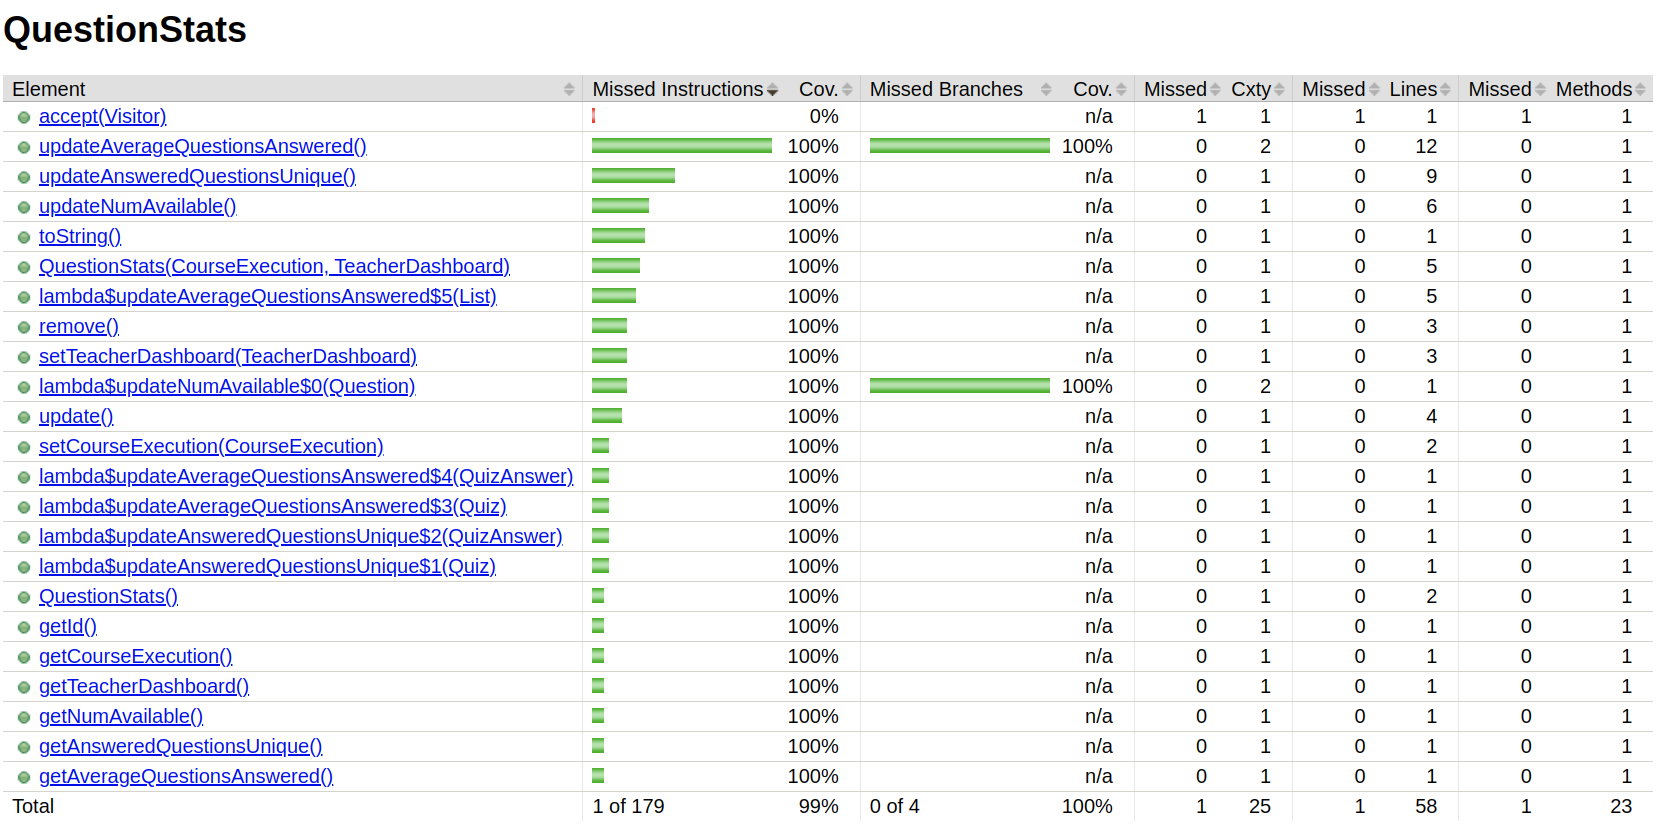 QuestionStats
Element Missed Instructions Cov. Missed Branches Cov. Missed Cxty Missed Lines Missed Methods
accept(Visitor) 0% n/a 1 1 1 1 1 1
updateAverageQuestionsAnswered() 100% 100% 0 2 0 12 0 1
updateAnsweredQuestionsUnique() 100% n/a 0 1 0 9 0 1
updateNumAvailable() 100% n/a 0 1 0 6 0 1
toString() 100% n/a 0 1 0 1 0 1
QuestionStats(CourseExecution, TeacherDashboard) 100% n/a 0 1 0 5 0 1
lambda$updateAverageQuestionsAnswered$5(List) 100% n/a 0 1 0 5 0 1
remove() 100% n/a 0 1 0 3 0 1
setTeacherDashboard(TeacherDashboard) 100% n/a 0 1 0 3 0 1
lambda$updateNumAvailable$0(Question) 100% 100% 0 2 0 1 0 1
update() 100% n/a 0 1 0 4 0 1
setCourseExecution(CourseExecution) 100% n/a 0 1 0 2 0 1
lambda$updateAverageQuestionsAnswered$4(QuizAnswer) 100% n/a 0 1 0 1 0 1
lambda$updateAverageQuestionsAnswered$3(Quiz) 100% n/a 0 1 0 1 0 1
lambda$updateAnsweredQuestionsUnique$2(QuizAnswer) 100% n/a 0 1 0 1 0 1
lambda$updateAnsweredQuestionsUnique$1(Quiz) 100% n/a 0 1 0 1 0 1
QuestionStats() 100% n/a 0 1 0 2 0 1
getId() 100% n/a 0 1 0 1 0 1
getCourseExecution() 100% n/a 0 1 0 1 0 1
getTeacherDashboard() 100% n/a 0 1 0 1 0 1
getNumAvailable() 100% n/a 0 1 0 1 0 1
getAnsweredQuestionsUnique() 100% n/a 0 1 0 1 0 1
getAverageQuestionsAnswered() 100% n/a 0 1 0 1 0 1
Total 1 of 179 99% 0 of 4 100% 1 25 1 58 1 23